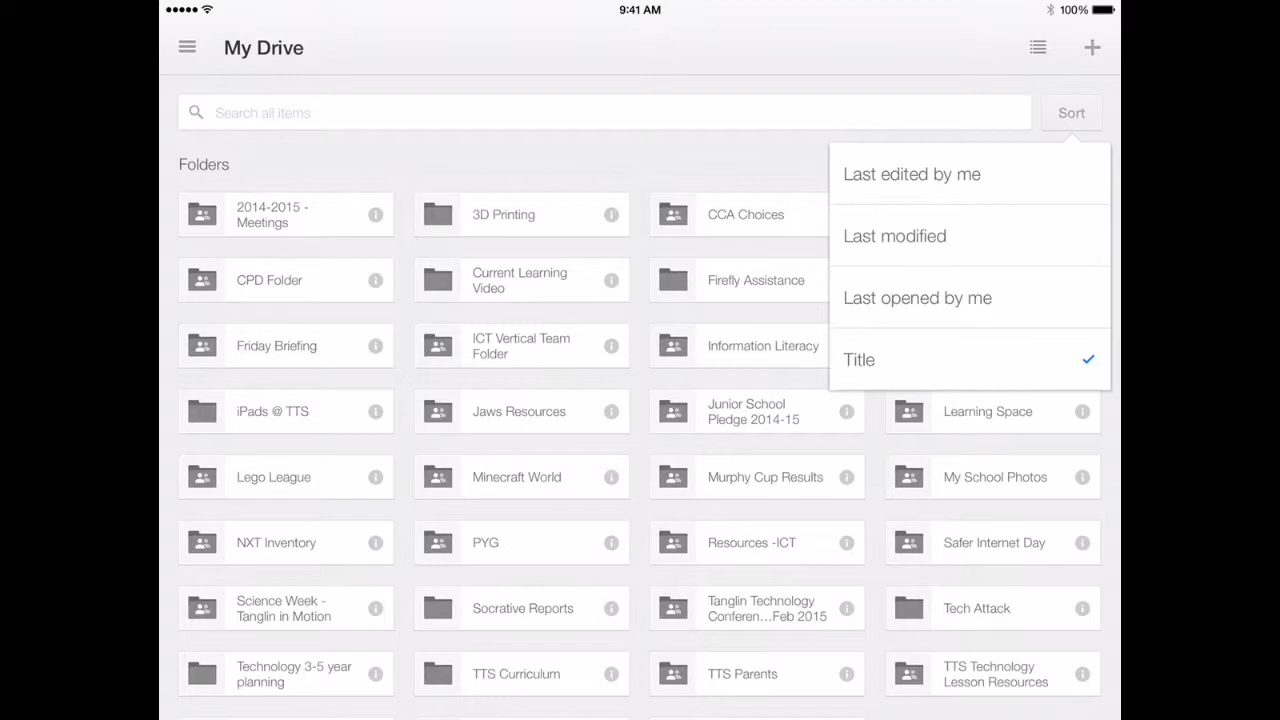 9:41 AM
100%
My Drive
Search all items
Sort
Folders
Last edited by me
Last modified
Last opened by me
Title
2014-2015 -
Meetings
3D Printing
CCA Choices
CPD Folder
Current Learning
Video
Firefly Assistance
Friday Briefing
ICT Vertical Team
Folder
Information Literacy
iPads @ TTS
Jaws Resources
Junior School
Pledge 2014-15
Learning Space
Lego League
Minecraft World
Murphy Cup Results
My School Photos
NXT Inventory
PYG
Resources -ICT
Safer Internet Day
Science Week -
Tanglin in Motion
Socrative Reports
Tanglin Technology
Conferen...Feb 2015
Tech Attack
Technology 3-5 year
planning
TTS Curriculum
TTS Parents
TTS Technology
Lesson Resources